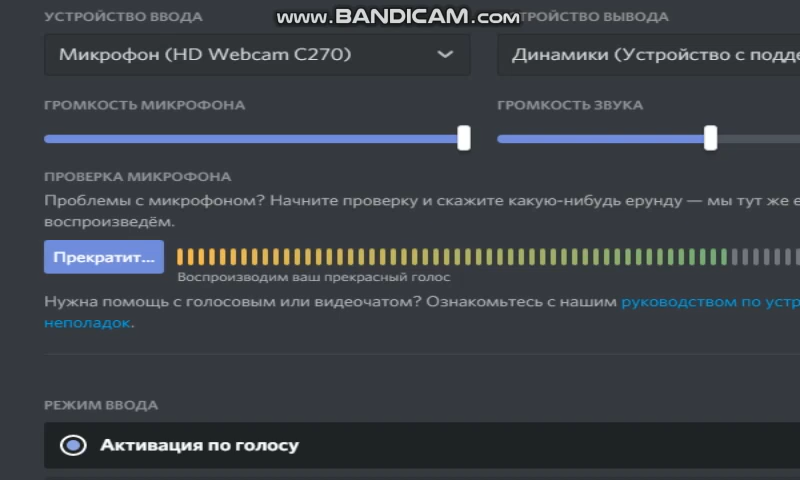 УСТРОЙСТВО ВВОДА
www.BANDICAM.com
ТРОЙСТВО ВЫВОДА
Микрофон (HD Webcam C270)
Динамики (Устройство с подде
ГРОМКОСТЬ МИКРОФОНА
ГРОМКОСТЬ ЗВУКА
ПРОВЕРКА МИКРОФОНА
Проблемы с микрофоном? Начните проверку и скажите какую-нибудь ерунду — мы тут же е
воспроизведём.
Прекратит...
Воспроизводим ваш прекрасный голос
Нужна помощь с голосовым или видеочатом? Ознакомьтесь с нашим руководством по устр
неполадок.
РЕЖИМ ВВОДА
Активация по голосу